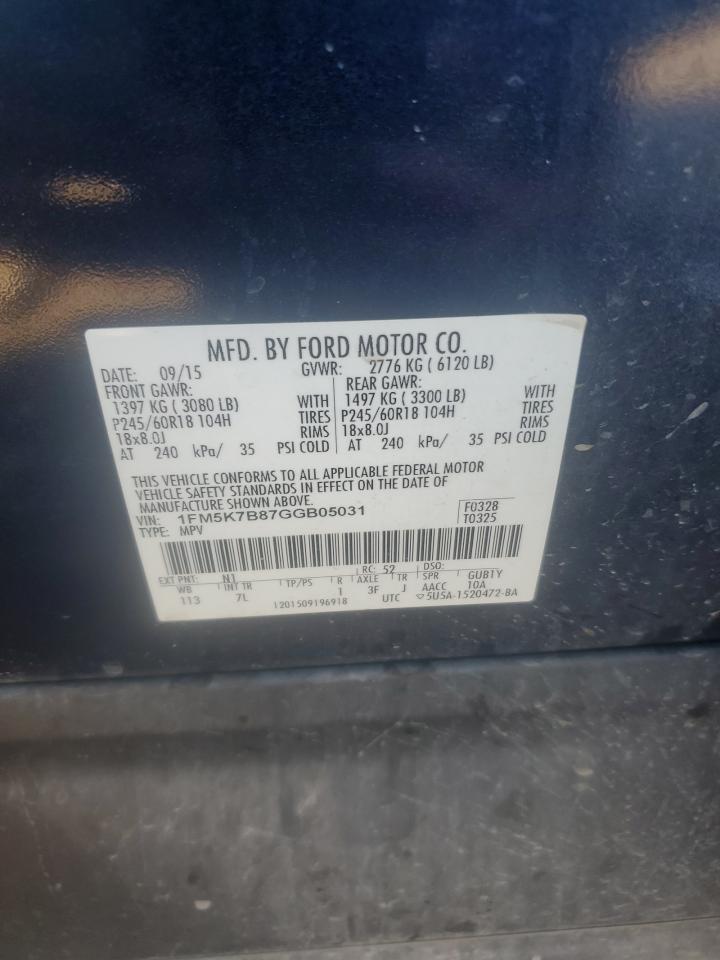 MFD. BY FORD MOTOR CO.
DATE: 09/15 GVWR: 2776 KG ( 6120 LB)
FRONT GAWR: REAR GAWR:
1397 KG ( 3080 LB) WITH 1497 KG ( 3300 LB) WITH
P245/60R18 104H TIRES P245/60R18 104H TIRES
18x8.0J RIMS 18x8.0J RIMS
AT 240 kPa/ 35 PSI COLD AT 240 kPa/ 35 PSI COLD
THIS VEHICLE CONFORMS TO ALL APPLICABLE FEDERAL MOTOR
VEHICLE SAFETY STANDARDS IN EFFECT ON THE DATE OF
MANUFACTURE SHOWN ABOVE.
VIN: 1FM5K7B87GGB05031 F0328
TYPE: MPV T0325
EXT PNT: N1 RC: 52 DSO:
WB INT TR TP/PS R AXLE TR SPR GUB1Y
113 7L 1 3F J AACC 10A
1201509196918 UTC 5U5A-1520472-BA